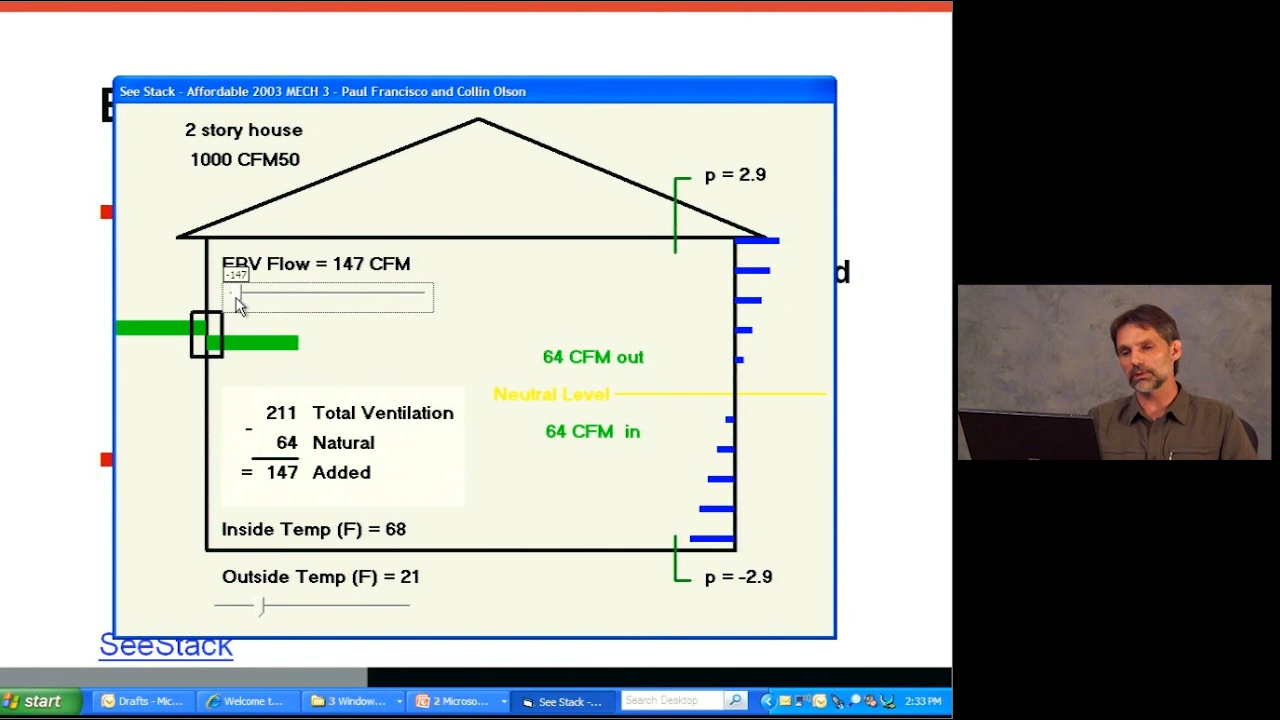 See Stack - Affordable 2003 MECH 3 - Paul Francisco and Collin Olson
2 story house
1000 CFM50
p = 2.9
ERV Flow = 147 CFM
-147
d
64 CFM out
Neutral Level
64 CFM in
211 Total Ventilation
- 64 Natural
= 147 Added
Inside Temp (F) = 68
Outside Temp (F) = 21
p = -2.9
SeeStack
start
Drafts - Mic...
Welcome t...
3 Window...
2 Microso...
See Stack -...
Search Desktop
2:33 PM